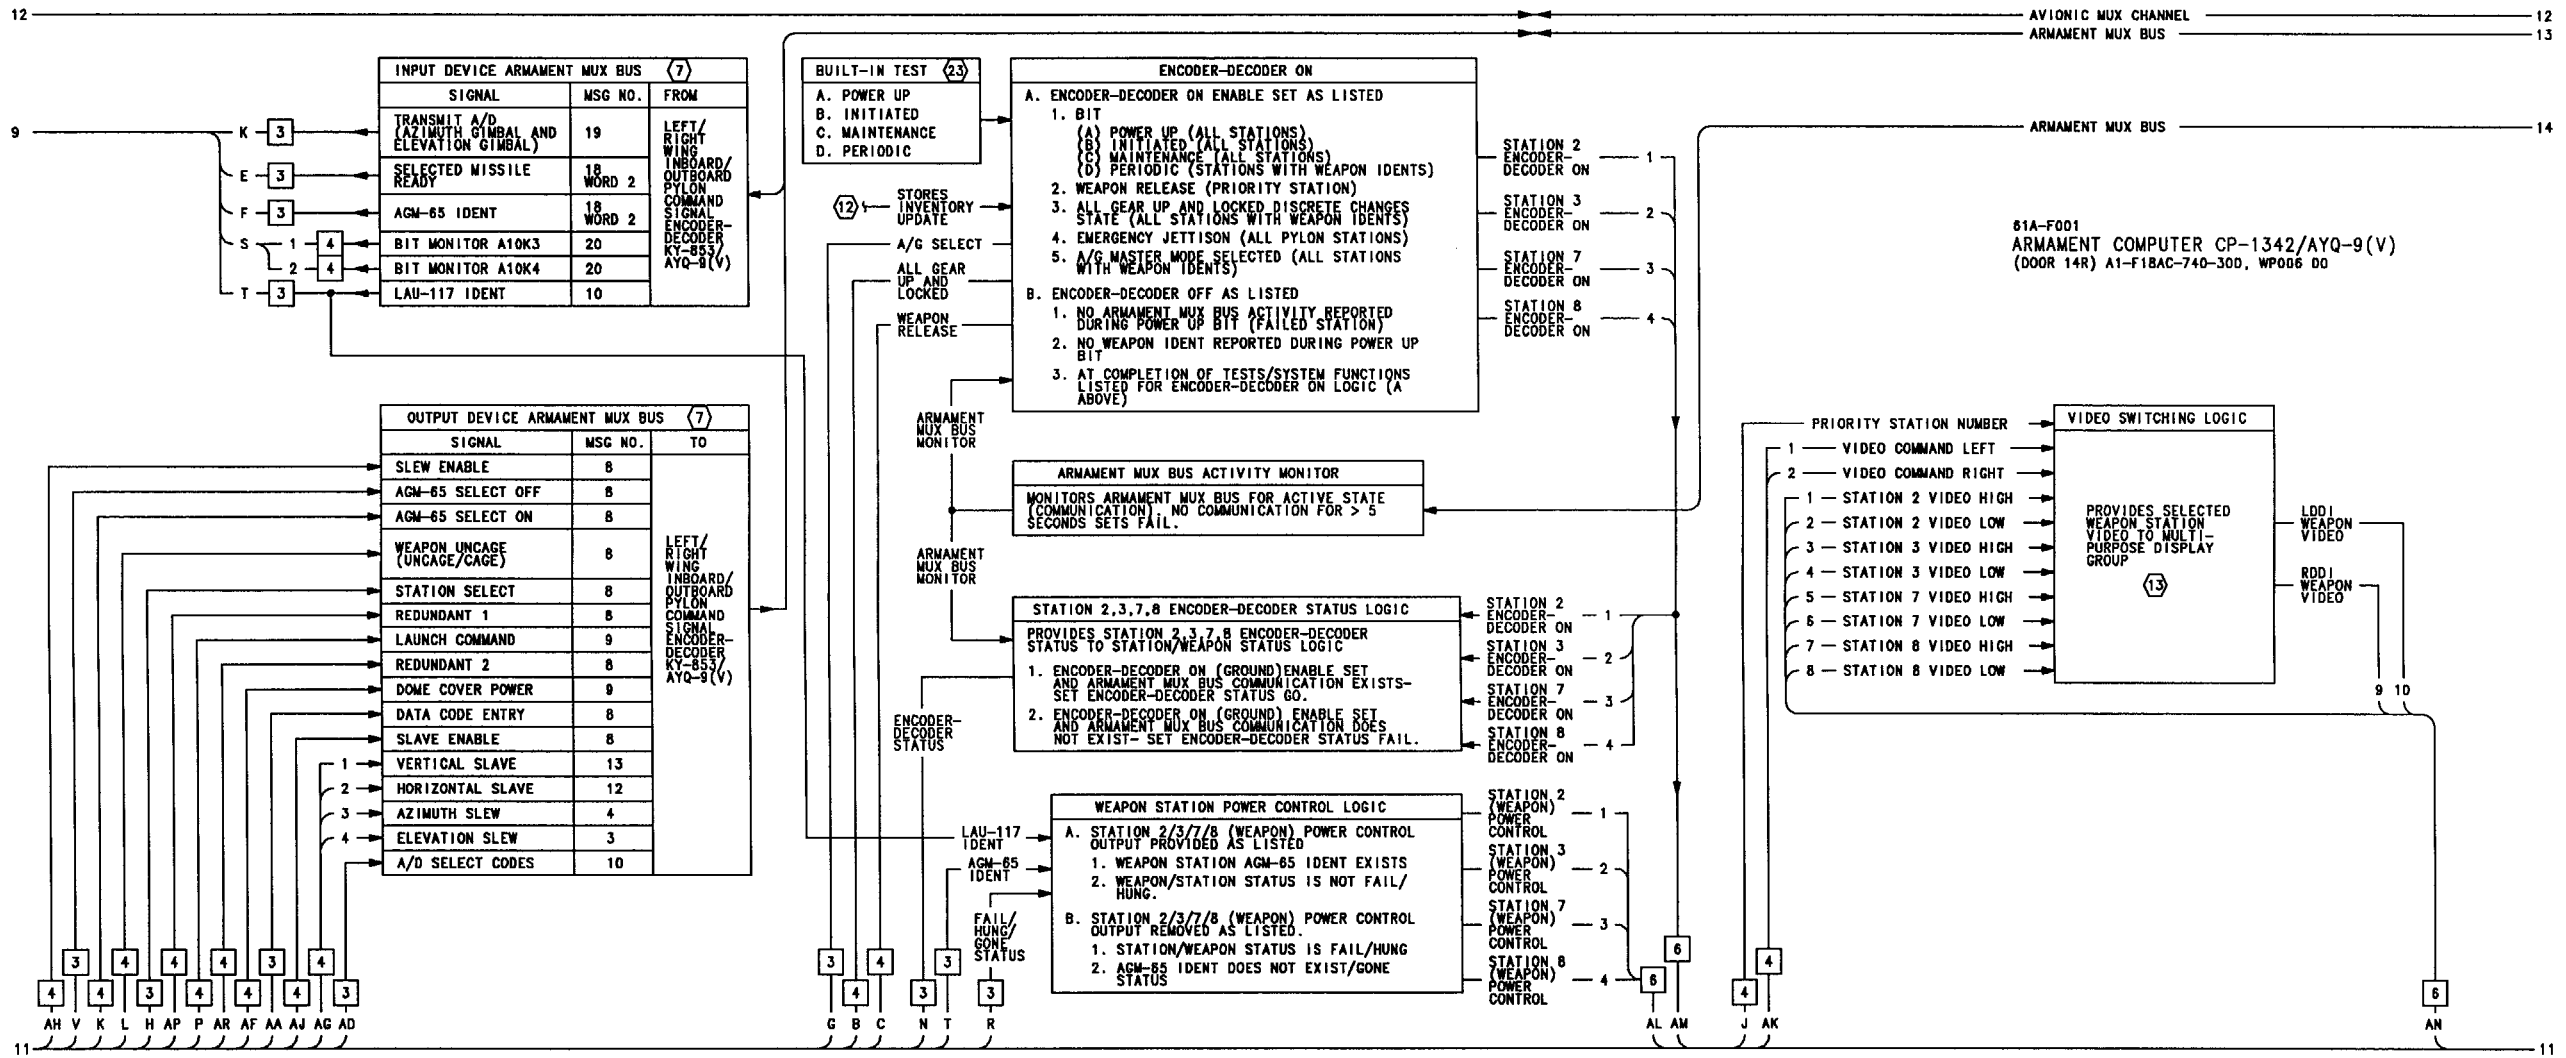 12
AVIONIC MUX CHANNEL
12
ARMAMENT MUX BUS
13
INPUT DEVICE ARMAMENT MUX BUS 7
SIGNAL MSG NO. FROM
TRANSMIT A/D
(AZIMUTH GIMBAL AND
ELEVATION GIMBAL)
19
SELECTED MISSILE
READY
18
WORD 2
AGM-65 IDENT
18
WORD 2
BIT MONITOR A10K3 20
BIT MONITOR A10K4 20
LAU-117 IDENT 10
LEFT/
RIGHT
WING
INBOARD/
OUTBOARD
PYLON
COMMAND
SIGNAL
ENCODER-
DECODER
KY-853/
AYQ-9(V)
9
K 3
E 3
F 3
S 1 4
2 4
T 3
BUILT-IN TEST 23
A. POWER UP
B. INITIATED
C. MAINTENANCE
D. PERIODIC
12
STORES
INVENTORY
UPDATE
A/G SELECT
ALL GEAR
UP AND
LOCKED
WEAPON
RELEASE
ENCODER-DECODER ON
A. ENCODER-DECODER ON ENABLE SET AS LISTED
1. BIT
(A) POWER UP (ALL STATIONS)
(B) INITIATED (ALL STATIONS)
(C) MAINTENANCE (ALL STATIONS)
(D) PERIODIC (STATIONS WITH WEAPON IDENTS)
2. WEAPON RELEASE (PRIORITY STATION)
3. ALL GEAR UP AND LOCKED DISCRETE CHANGES
STATE (ALL STATIONS WITH WEAPON IDENTS)
4. EMERGENCY JETTISON (ALL PYLON STATIONS)
5. A/G MASTER MODE SELECTED (ALL STATIONS
WITH WEAPON IDENTS)
B. ENCODER-DECODER OFF AS LISTED
1. NO ARMAMENT MUX BUS ACTIVITY REPORTED
DURING POWER UP BIT (FAILED STATION)
2. NO WEAPON IDENT REPORTED DURING POWER UP
BIT
3. AT COMPLETION OF TESTS/SYSTEM FUNCTIONS
LISTED FOR ENCODER-DECODER ON LOGIC (A
ABOVE)
STATION 2
ENCODER-
DECODER ON
1
STATION 3
ENCODER-
DECODER ON
2
STATION 7
ENCODER-
DECODER ON
3
STATION 8
ENCODER-
DECODER ON
4
ARMAMENT MUX BUS
14
61A-F001
ARMAMENT COMPUTER CP-1342/AYQ-9(V)
(DOOR 14R) A1-F18AC-740-300, WP006 00
OUTPUT DEVICE ARMAMENT MUX BUS 7
SIGNAL MSG NO. TO
SLEW ENABLE 8
AGM-65 SELECT OFF 8
AGM-65 SELECT ON 8
WEAPON UNCAGE
(UNCAGE/CAGE)
8
STATION SELECT 8
REDUNDANT 1 8
LAUNCH COMMAND 9
REDUNDANT 2 8
DOME COVER POWER 9
DATA CODE ENTRY 8
SLAVE ENABLE 8
1 VERTICAL SLAVE 13
2 HORIZONTAL SLAVE 12
3 AZIMUTH SLEW 4
4 ELEVATION SLEW 3
A/D SELECT CODES 10
LEFT/
RIGHT
WING
INBOARD/
OUTBOARD
PYLON
COMMAND
SIGNAL
ENCODER-
DECODER
KY-853/
AYQ-9(V)
ARMAMENT
MUX BUS
MONITOR
ARMAMENT MUX BUS ACTIVITY MONITOR
MONITORS ARMAMENT MUX BUS FOR ACTIVE STATE
(COMMUNICATION). NO COMMUNICATION FOR > 5
SECONDS SETS FAIL.
ARMAMENT
MUX BUS
MONITOR
STATION 2,3,7,8 ENCODER-DECODER STATUS LOGIC
PROVIDES STATION 2,3,7,8 ENCODER-DECODER
STATUS TO STATION/WEAPON STATUS LOGIC
1. ENCODER-DECODER ON (GROUND)ENABLE SET
AND ARMAMENT MUX BUS COMMUNICATION EXISTS-
SET ENCODER-DECODER STATUS GO.
2. ENCODER-DECODER ON (GROUND) ENABLE SET
AND ARMAMENT MUX BUS COMMUNICATION DOES
NOT EXIST- SET ENCODER-DECODER STATUS FAIL.
ENCODER-
DECODER
STATUS
STATION 2
ENCODER-
DECODER ON
1
STATION 3
ENCODER-
DECODER ON
2
STATION 7
ENCODER-
DECODER ON
3
STATION 8
ENCODER-
DECODER ON
4
WEAPON STATION POWER CONTROL LOGIC
A. STATION 2/3/7/8 (WEAPON) POWER CONTROL
OUTPUT PROVIDED AS LISTED
1. WEAPON STATION AGM-65 IDENT EXISTS
2. WEAPON/STATION STATUS IS NOT FAIL/
HUNG.
B. STATION 2/3/7/8 (WEAPON) POWER CONTROL
OUTPUT REMOVED AS LISTED.
1. STATION/WEAPON STATUS IS FAIL/HUNG
2. AGM-65 IDENT DOES NOT EXIST/GONE
STATUS
LAU-117
IDENT
AGM-65
IDENT
FAIL/
HUNG/
GONE
STATUS
STATION 2
(WEAPON)
POWER
CONTROL
1
STATION 3
(WEAPON)
POWER
CONTROL
2
STATION 7
(WEAPON)
POWER
CONTROL
3
STATION 8
(WEAPON)
POWER
CONTROL
4
PRIORITY STATION NUMBER
1 VIDEO COMMAND LEFT
2 VIDEO COMMAND RIGHT
1 STATION 2 VIDEO HIGH
2 STATION 2 VIDEO LOW
3 STATION 3 VIDEO HIGH
4 STATION 3 VIDEO LOW
5 STATION 7 VIDEO HIGH
6 STATION 7 VIDEO LOW
7 STATION 8 VIDEO HIGH
8 STATION 8 VIDEO LOW
VIDEO SWITCHING LOGIC
PROVIDES SELECTED
WEAPON STATION
VIDEO TO MULTI-
PURPOSE DISPLAY
GROUP
13
LDDI
WEAPON
VIDEO
RDDI
WEAPON
VIDEO
9 10
3 4 4 3 4 3 4 6 4
4 4 3 4 4 4 3 4 3 4 3 3 6 4 6
AH V K L H AP P AR AF AA AJ AG AD G B C N T R AL AM J AK AN
11 11